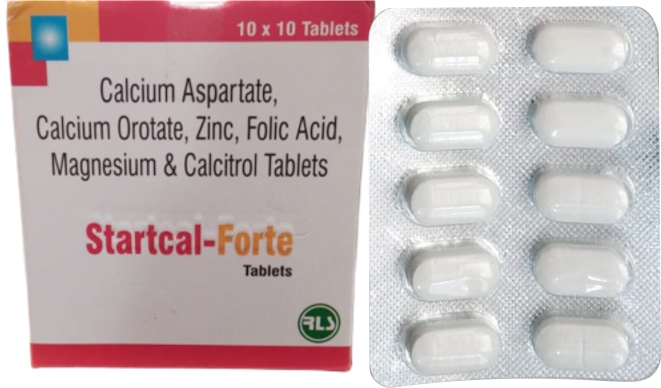 10 x 10 Tablets
Calcium Aspartate,
Calcium Orotate, Zinc, Folic Acid,
Magnesium & Calcitrol Tablets
Startcal-Forte
Tablets
RLS